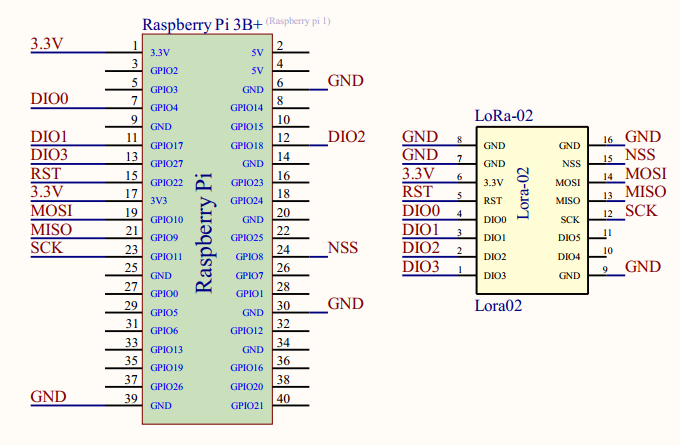 Raspberry Pi 3B+ (Raspberry pi 1)
3.3V 1 3.3V 5V 2
3 GPIO2 5V 4
5 GPIO3 GND 6 GND
DIO0 7 GPIO4 GPIO14 8
9 GND GPIO15 10
DIO1 11 GPIO17 GPIO18 12 DIO2
DIO3 13 GPIO27 GND 14
RST 15 GPIO22 GPIO23 16
3.3V 17 3V3 GPIO24 18
MOSI 19 GPIO10 GND 20
MISO 21 GPIO9 GPIO25 22
SCK 23 GPIO11 GPIO8 24 NSS
25 GND GPIO7 26
27 GPIO0 GPIO1 28
29 GPIO5 GND 30 GND
31 GPIO6 GPIO12 32
33 GPIO13 GND 34
35 GPIO19 GPIO16 36
37 GPIO26 GPIO20 38
GND 39 GND GPIO21 40
Raspberry Pi
LoRa-02
GND 8 GND GND 16 GND
GND 7 GND NSS 15 NSS
3.3V 6 3.3V MOSI 14 MOSI
RST 5 RST MISO 13 MISO
DIO0 4 DIO0 SCK 12 SCK
DIO1 3 DIO1 DIO5 11
DIO2 2 DIO2 DIO4 10
DIO3 1 DIO3 GND 9 GND
Lora-02
Lora02